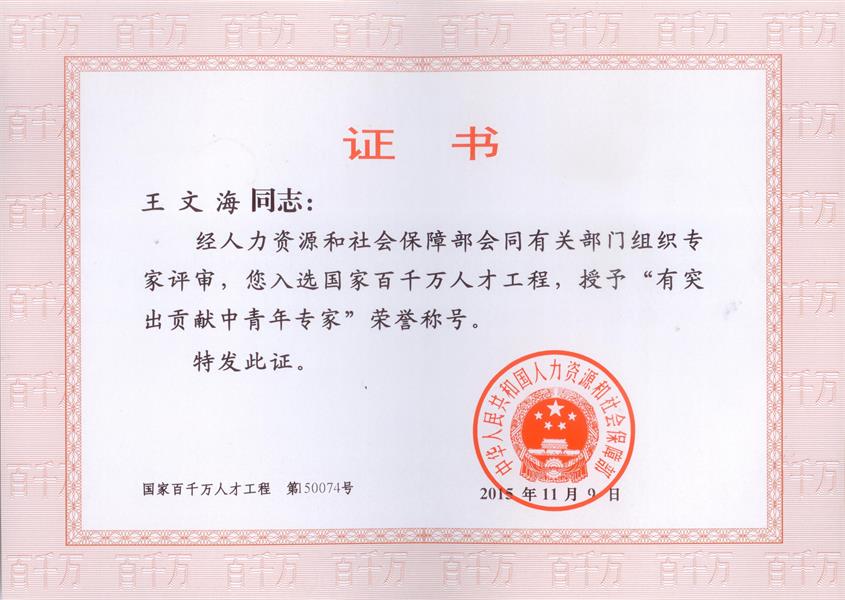 证 书
王文海同志：
经人力资源和社会保障部会同有关部门组织专
家评审，您入选国家百千万人才工程，授予“有突
出贡献中青年专家”荣誉称号。
特发此证。
中华人民共和国人力资源和社会保障部
国家百千万人才工程 第150074号
2015 年 11 月 9 日
百千万